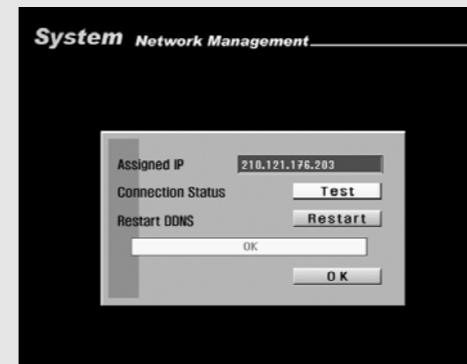 System Network Management
Assigned IP 210.121.176.203
Connection Status Test
Restart DDNS Restart
OK
OK